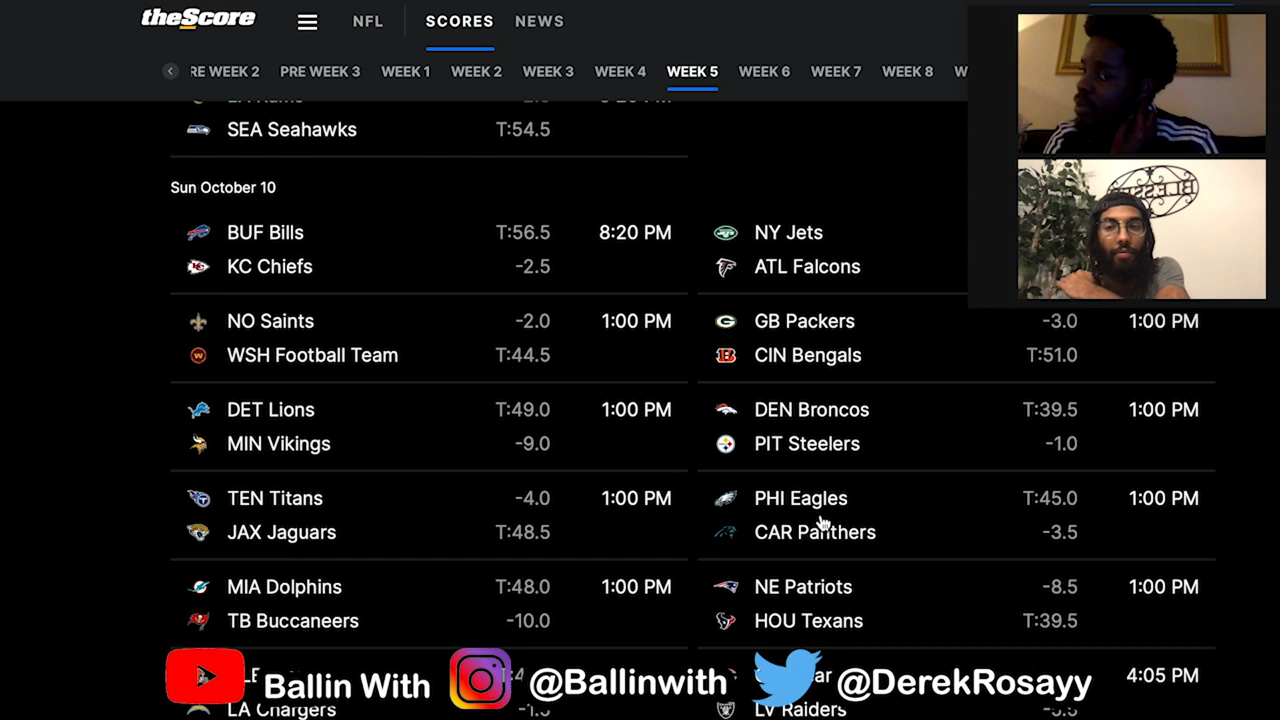 theScore NFL SCORES NEWS
RE WEEK 2 PRE WEEK 3 WEEK 1 WEEK 2 WEEK 3 WEEK 4 WEEK 5 WEEK 6 WEEK 7 WEEK 8 W
SEA Seahawks T:54.5
Sun October 10
BUF Bills T:56.5 8:20 PM
KC Chiefs -2.5
NY Jets
ATL Falcons
NO Saints -2.0 1:00 PM
WSH Football Team T:44.5
GB Packers -3.0 1:00 PM
CIN Bengals T:51.0
DET Lions T:49.0 1:00 PM
MIN Vikings -9.0
DEN Broncos T:39.5 1:00 PM
PIT Steelers -1.0
TEN Titans -4.0 1:00 PM
JAX Jaguars T:48.5
PHI Eagles T:45.0 1:00 PM
CAR Panthers -3.5
MIA Dolphins T:48.0 1:00 PM
TB Buccaneers -10.0
NE Patriots -8.5 1:00 PM
HOU Texans T:39.5
4:05 PM
LA Chargers
LV Raiders
Ballin With @Ballinwith @DerekRosayy
BLESSED